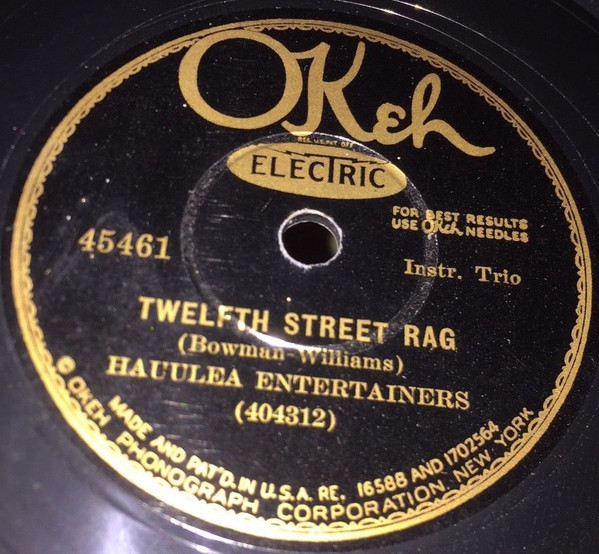 OKeh
REG. U.S. PAT. OFF.
ELECTRIC
45461
FOR BEST RESULTS
USE OKeh NEEDLES
Instr. Trio
TWELFTH STREET RAG
(Bowman-Williams)
HAUULEA ENTERTAINERS
(404312)
MADE AND PAT'D. IN U.S.A. RE. 16588 AND 1702564
© OKEH PHONOGRAPH CORPORATION, NEW YORK